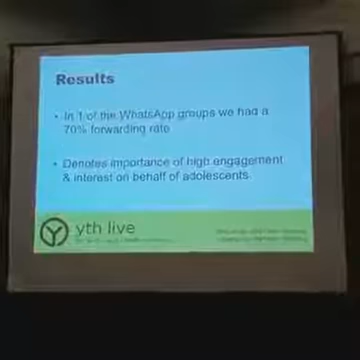 Results
• In 1 of the WhatsApp groups we had a
70% forwarding rate
• Denotes importance of high engagement
& interest on behalf of adolescents.
yth live